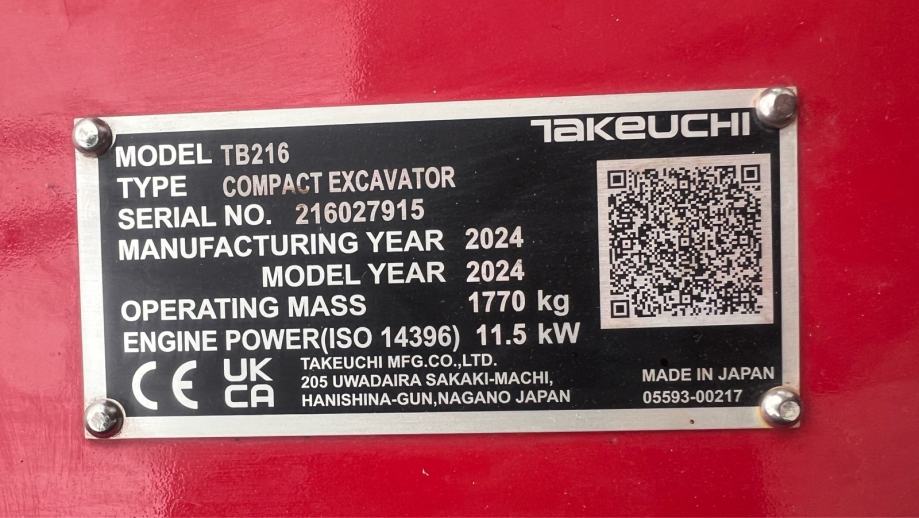 TAKEUCHI
MODEL TB216
TYPE COMPACT EXCAVATOR
SERIAL NO. 216027915
MANUFACTURING YEAR 2024
MODEL YEAR 2024
OPERATING MASS 1770 kg
ENGINE POWER(ISO 14396) 11.5 kW
CE UK CA
TAKEUCHI MFG.CO.,LTD.
205 UWADAIRA SAKAKI-MACHI,
HANISHINA-GUN,NAGANO JAPAN
MADE IN JAPAN
05593-00217